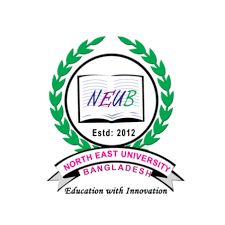 NEUB
Estd: 2012
NORTH EAST UNIVERSITY
BANGLADESH
Education with Innovation